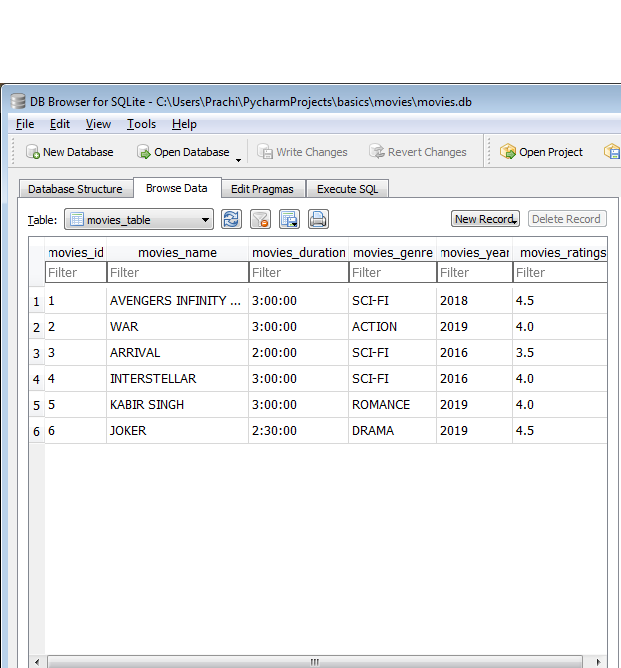 DB Browser for SQLite - C:\Users\Prachi\PycharmProjects\basics\movies\movies.db
File Edit View Tools Help
New Database Open Database Write Changes Revert Changes Open Project
Database Structure Browse Data Edit Pragmas Execute SQL
Table: movies_table New Record Delete Record
movies_id movies_name movies_duration movies_genre movies_year movies_ratings
Filter Filter Filter Filter Filter Filter
1 1 AVENGERS INFINITY ... 3:00:00 SCI-FI 2018 4.5
2 2 WAR 3:00:00 ACTION 2019 4.0
3 3 ARRIVAL 2:00:00 SCI-FI 2016 3.5
4 4 INTERSTELLAR 3:00:00 SCI-FI 2016 4.0
5 5 KABIR SINGH 3:00:00 ROMANCE 2019 4.0
6 6 JOKER 2:30:00 DRAMA 2019 4.5